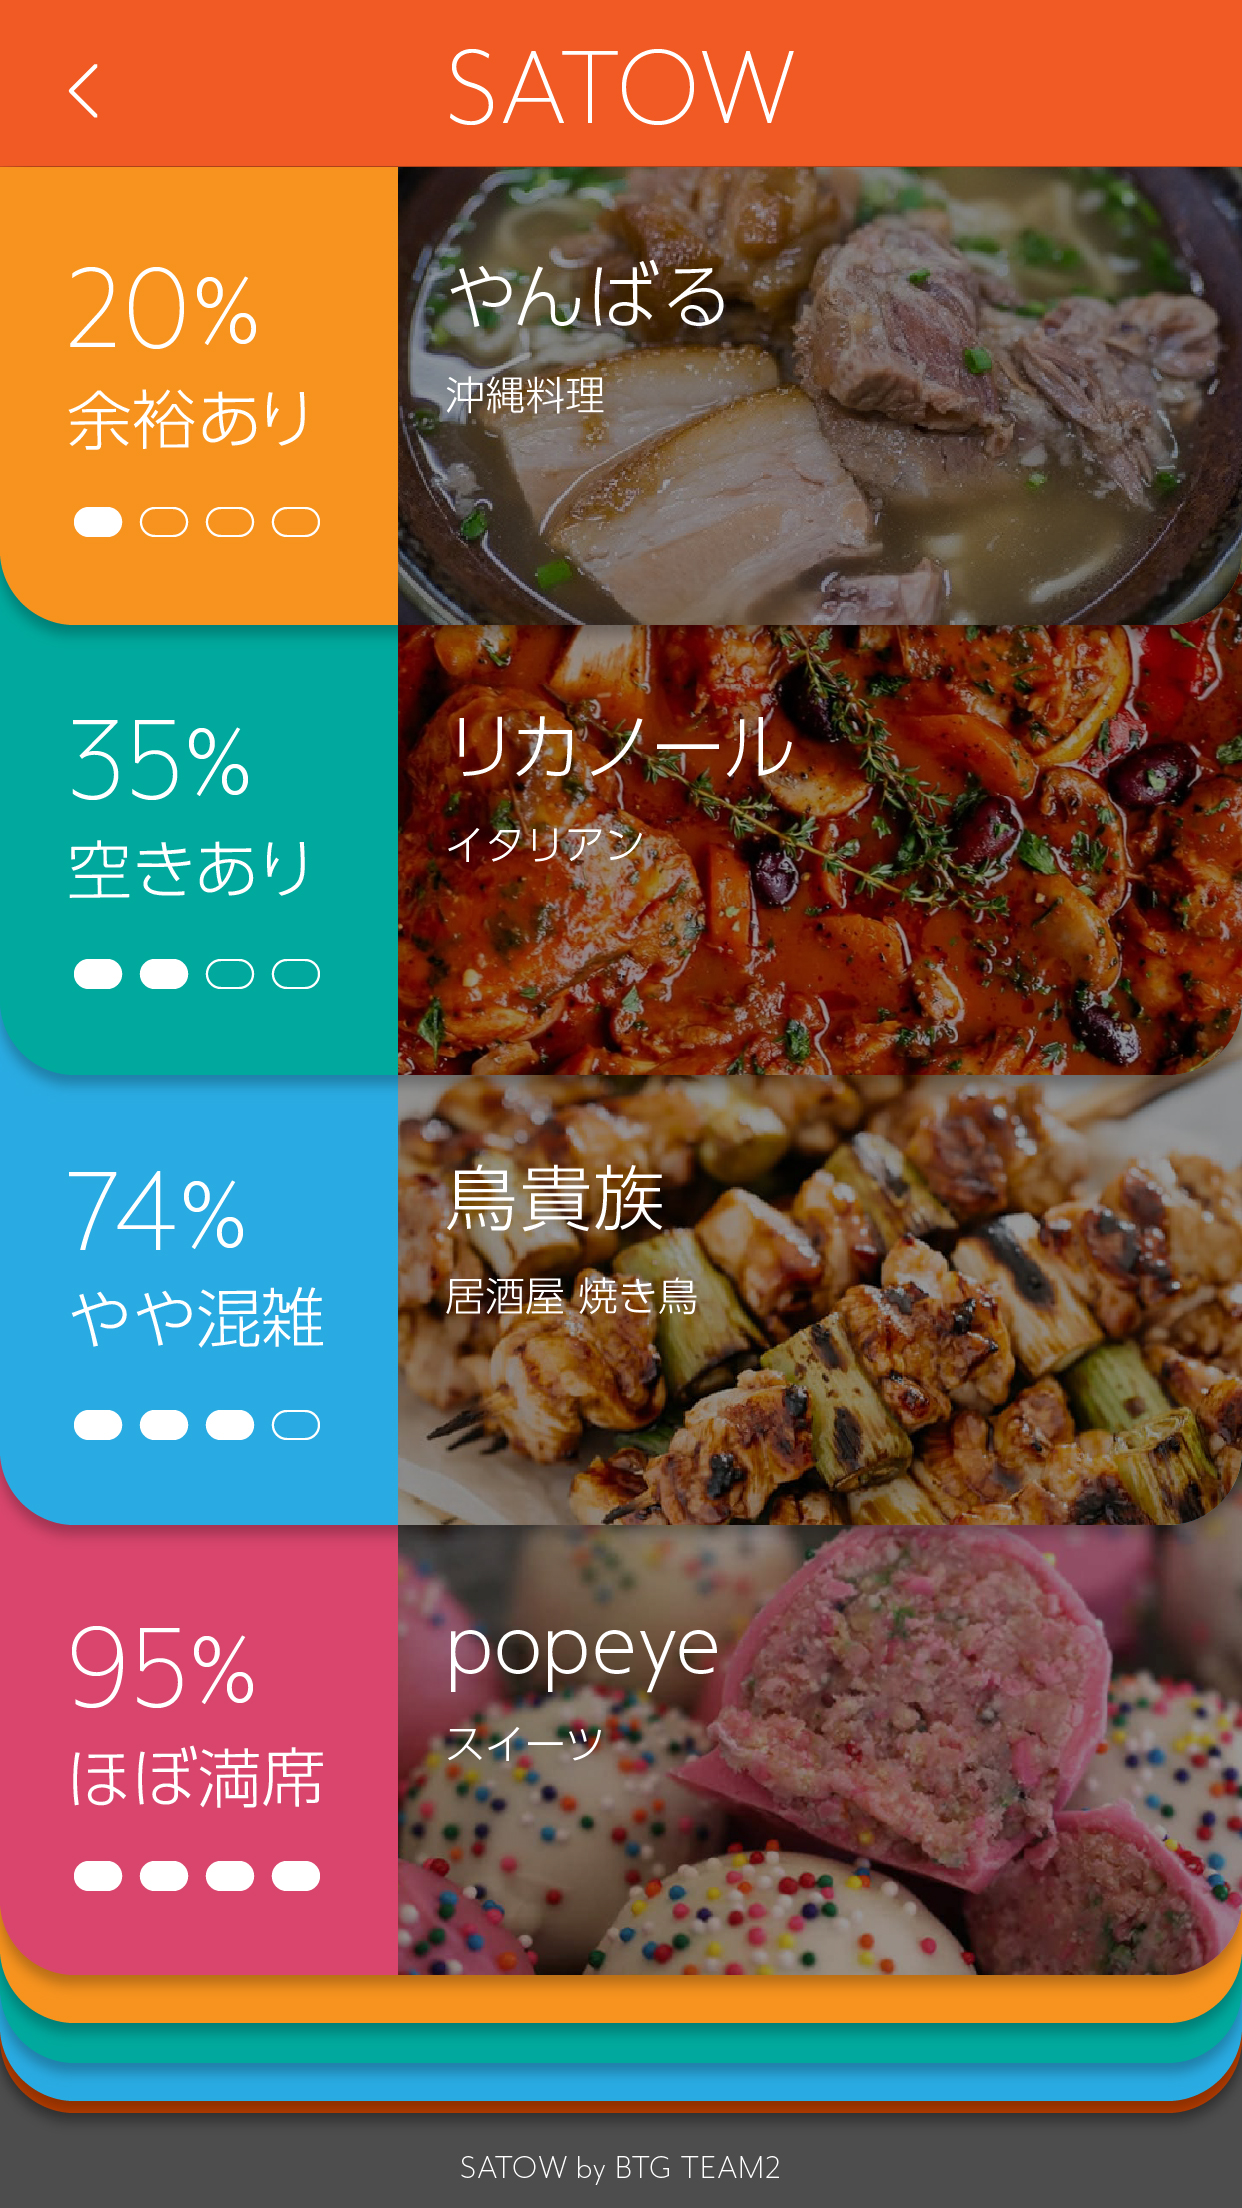 SATOW
20%
余裕あり
やんばる
沖縄料理
35%
空きあり
リカノール
イタリアン
74%
やや混雑
鳥貴族
居酒屋 焼き鳥
95%
ほぼ満席
popeye
スイーツ
SATOW by BTG TEAM2